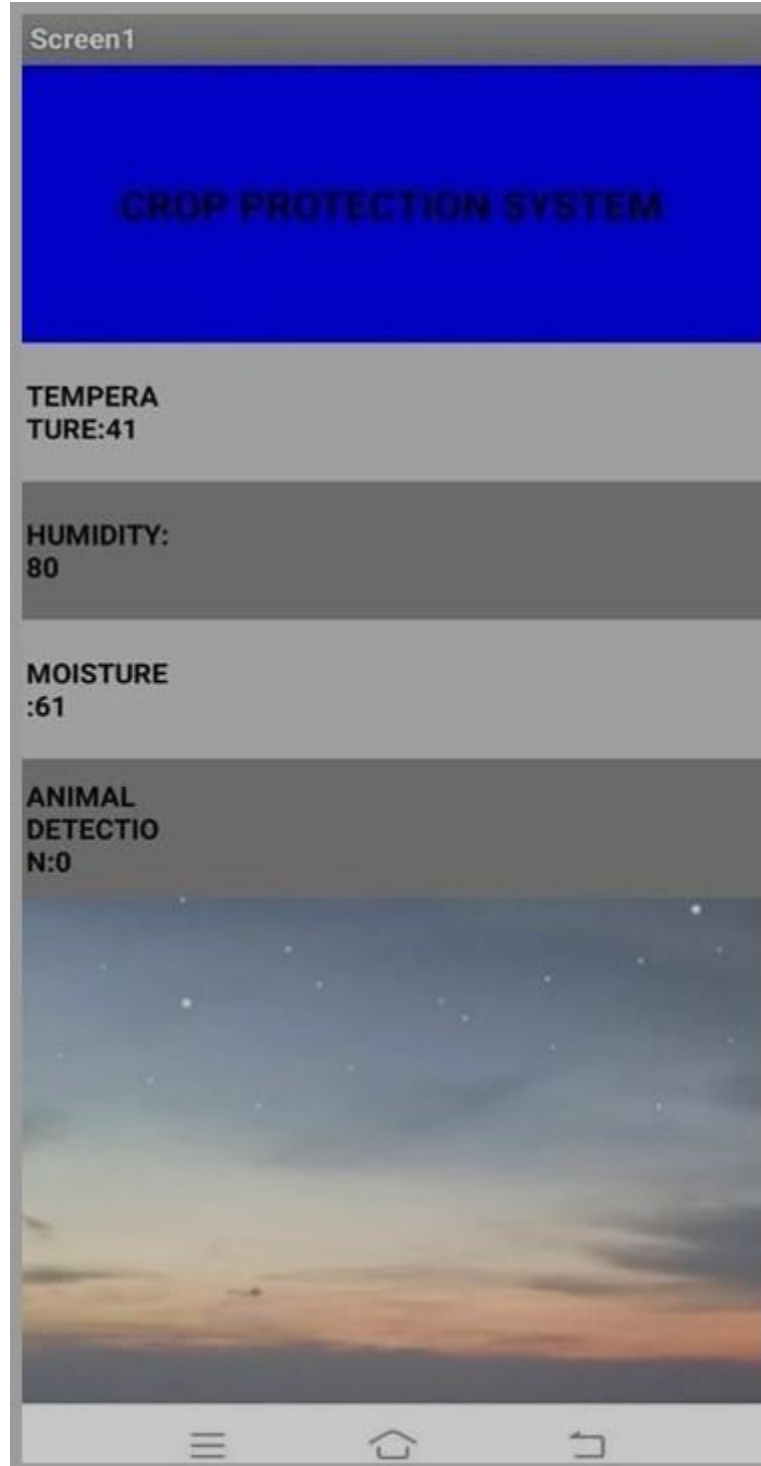 Screen1
CROP PROTECTION SYSTEM
TEMPERA
TURE:41
HUMIDITY:
80
MOISTURE
:61
ANIMAL
DETECTIO
N:0